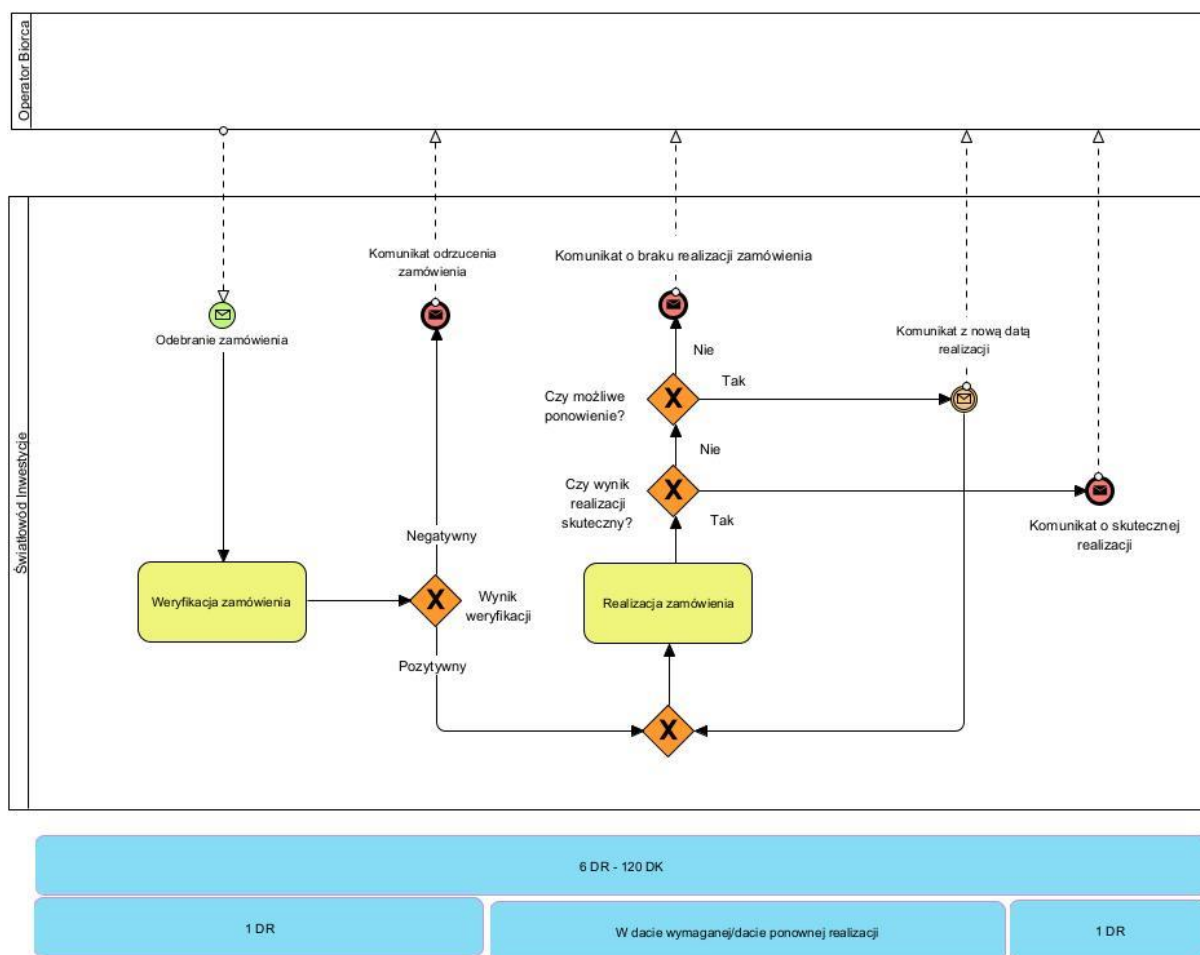 Operator Biorca
Światłowód Inwestycje
Komunikat odrzucenia
zamówienia
Komunikat o braku realizacji zamówienia
Odebranie zamówienia
Komunikat z nową datą
realizacji
Nie
Tak
Czy możliwe
ponowienie?
Nie
Czy wynik
realizacji
skuteczny?
Tak
Komunikat o skutecznej
realizacji
Negatywny
Weryfikacja zamówienia
Wynik
weryfikacji
Realizacja zamówienia
Pozytywny
6 DR - 120 DK
1 DR
W dacie wymaganej/dacie ponownej realizacji
1 DR